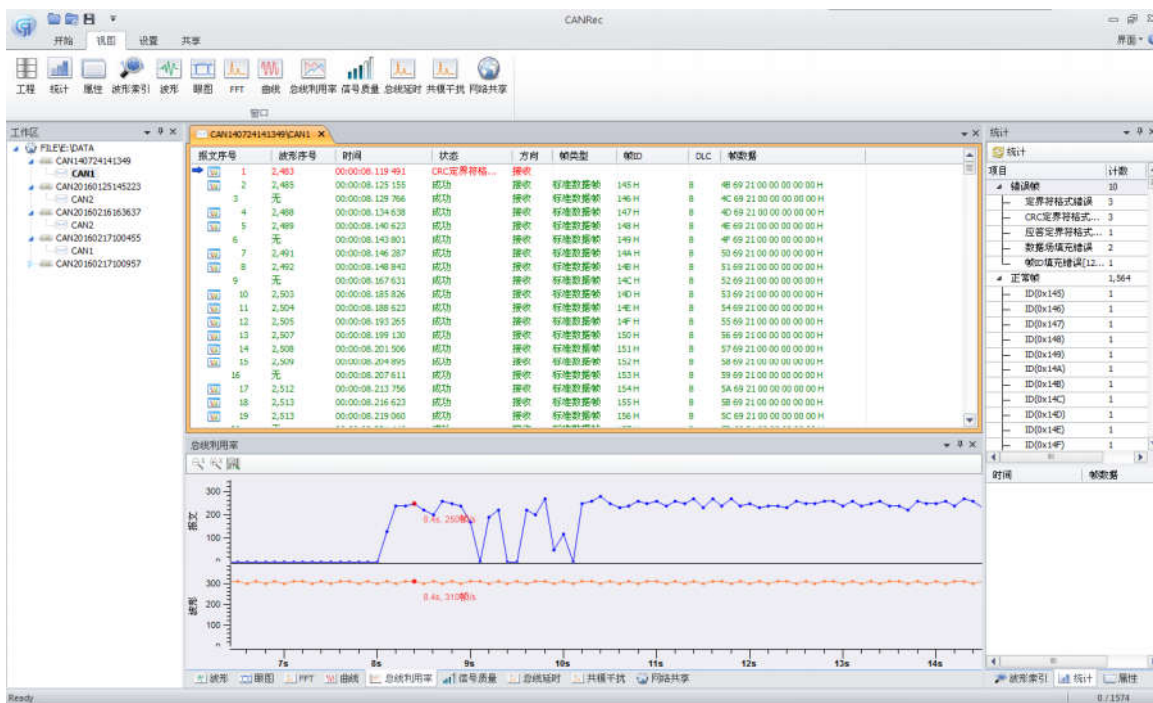 CANRec
开始 视图 设置 共享 界面
工程 统计 属性 波形索引 波形 眼图 FFT 曲线 总线利用率 信号质量 总线延时 共模干扰 网络共享
窗口
工作区
FILE\E:\DATA
CAN140724141349
CAN1
CAN20160125145223
CAN2
CAN20160216163637
CAN2
CAN20160217100455
CAN1
CAN20160217100957
CAN140724141349\CAN1
报文序号 波形序号 时间 状态 方向 帧类型 帧ID DLC 帧数据
1 2,483 00:00:08.119 491 CRC定界符格... 接收
2 2,485 00:00:08.125 155 成功 接收 标准数据帧 145 H 8 4B 69 21 00 00 00 00 00 H
3 无 00:00:08.129 766 成功 接收 标准数据帧 146 H 8 4C 69 21 00 00 00 00 00 H
4 2,488 00:00:08.134 638 成功 接收 标准数据帧 147 H 8 4D 69 21 00 00 00 00 00 H
5 2,489 00:00:08.140 623 成功 接收 标准数据帧 148 H 8 4E 69 21 00 00 00 00 00 H
6 无 00:00:08.143 801 成功 接收 标准数据帧 149 H 8 4F 69 21 00 00 00 00 00 H
7 2,491 00:00:08.146 287 成功 接收 标准数据帧 14A H 8 50 69 21 00 00 00 00 00 H
8 2,492 00:00:08.148 843 成功 接收 标准数据帧 14B H 8 51 69 21 00 00 00 00 00 H
9 无 00:00:08.167 631 成功 接收 标准数据帧 14C H 8 52 69 21 00 00 00 00 00 H
10 2,503 00:00:08.185 826 成功 接收 标准数据帧 14D H 8 53 69 21 00 00 00 00 00 H
11 2,504 00:00:08.188 623 成功 接收 标准数据帧 14E H 8 54 69 21 00 00 00 00 00 H
12 2,505 00:00:08.193 265 成功 接收 标准数据帧 14F H 8 55 69 21 00 00 00 00 00 H
13 2,507 00:00:08.199 130 成功 接收 标准数据帧 150 H 8 56 69 21 00 00 00 00 00 H
14 2,508 00:00:08.201 506 成功 接收 标准数据帧 151 H 8 57 69 21 00 00 00 00 00 H
15 2,509 00:00:08.204 895 成功 接收 标准数据帧 152 H 8 58 69 21 00 00 00 00 00 H
16 无 00:00:08.207 611 成功 接收 标准数据帧 153 H 8 59 69 21 00 00 00 00 00 H
17 2,512 00:00:08.213 756 成功 接收 标准数据帧 154 H 8 5A 69 21 00 00 00 00 00 H
18 2,513 00:00:08.216 623 成功 接收 标准数据帧 155 H 8 5B 69 21 00 00 00 00 00 H
19 2,513 00:00:08.219 060 成功 接收 标准数据帧 156 H 8 5C 69 21 00 00 00 00 00 H
总线利用率
报文
300
200
100
8.4s, 250帧/s
波形
300
200
100
8.4s, 310帧/s
7s 8s 9s 10s 11s 12s 13s 14s
波形 眼图 FFT 曲线 总线利用率 信号质量 总线延时 共模干扰 网络共享
统计
统计
项目 计数
错误帧 10
定界符格式错误 3
CRC定界符格式... 3
应答定界符格式... 1
数据场填充错误 2
帧ID填充错误[12... 1
正常帧 1,564
ID(0x145) 1
ID(0x146) 1
ID(0x147) 1
ID(0x148) 1
ID(0x149) 1
ID(0x14A) 1
ID(0x14B) 1
ID(0x14C) 1
ID(0x14D) 1
ID(0x14E) 1
ID(0x14F) 1
时间 帧数据
波形索引 统计 属性
Ready
0 / 1574